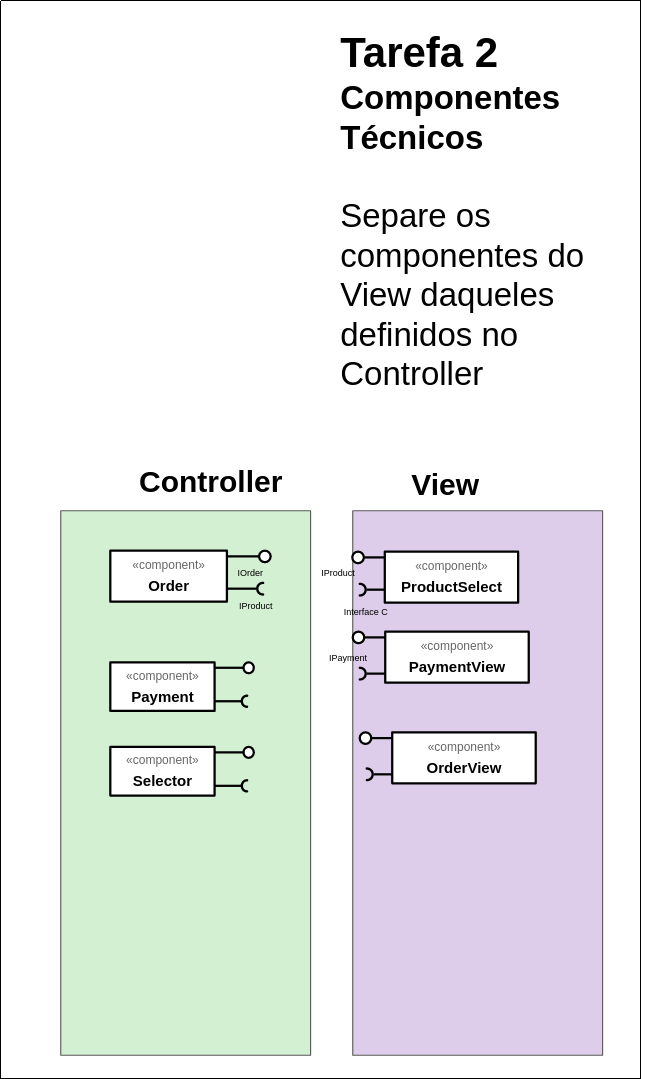 Tarefa 2
Componentes
Técnicos
Separe os
componentes do
View daqueles
definidos no
Controller
Controller
«component»
Order
IOrder
IProduct
«component»
Payment
«component»
Selector
View
«component»
ProductSelect
IProduct
Interface C
«component»
PaymentView
IPayment
«component»
OrderView